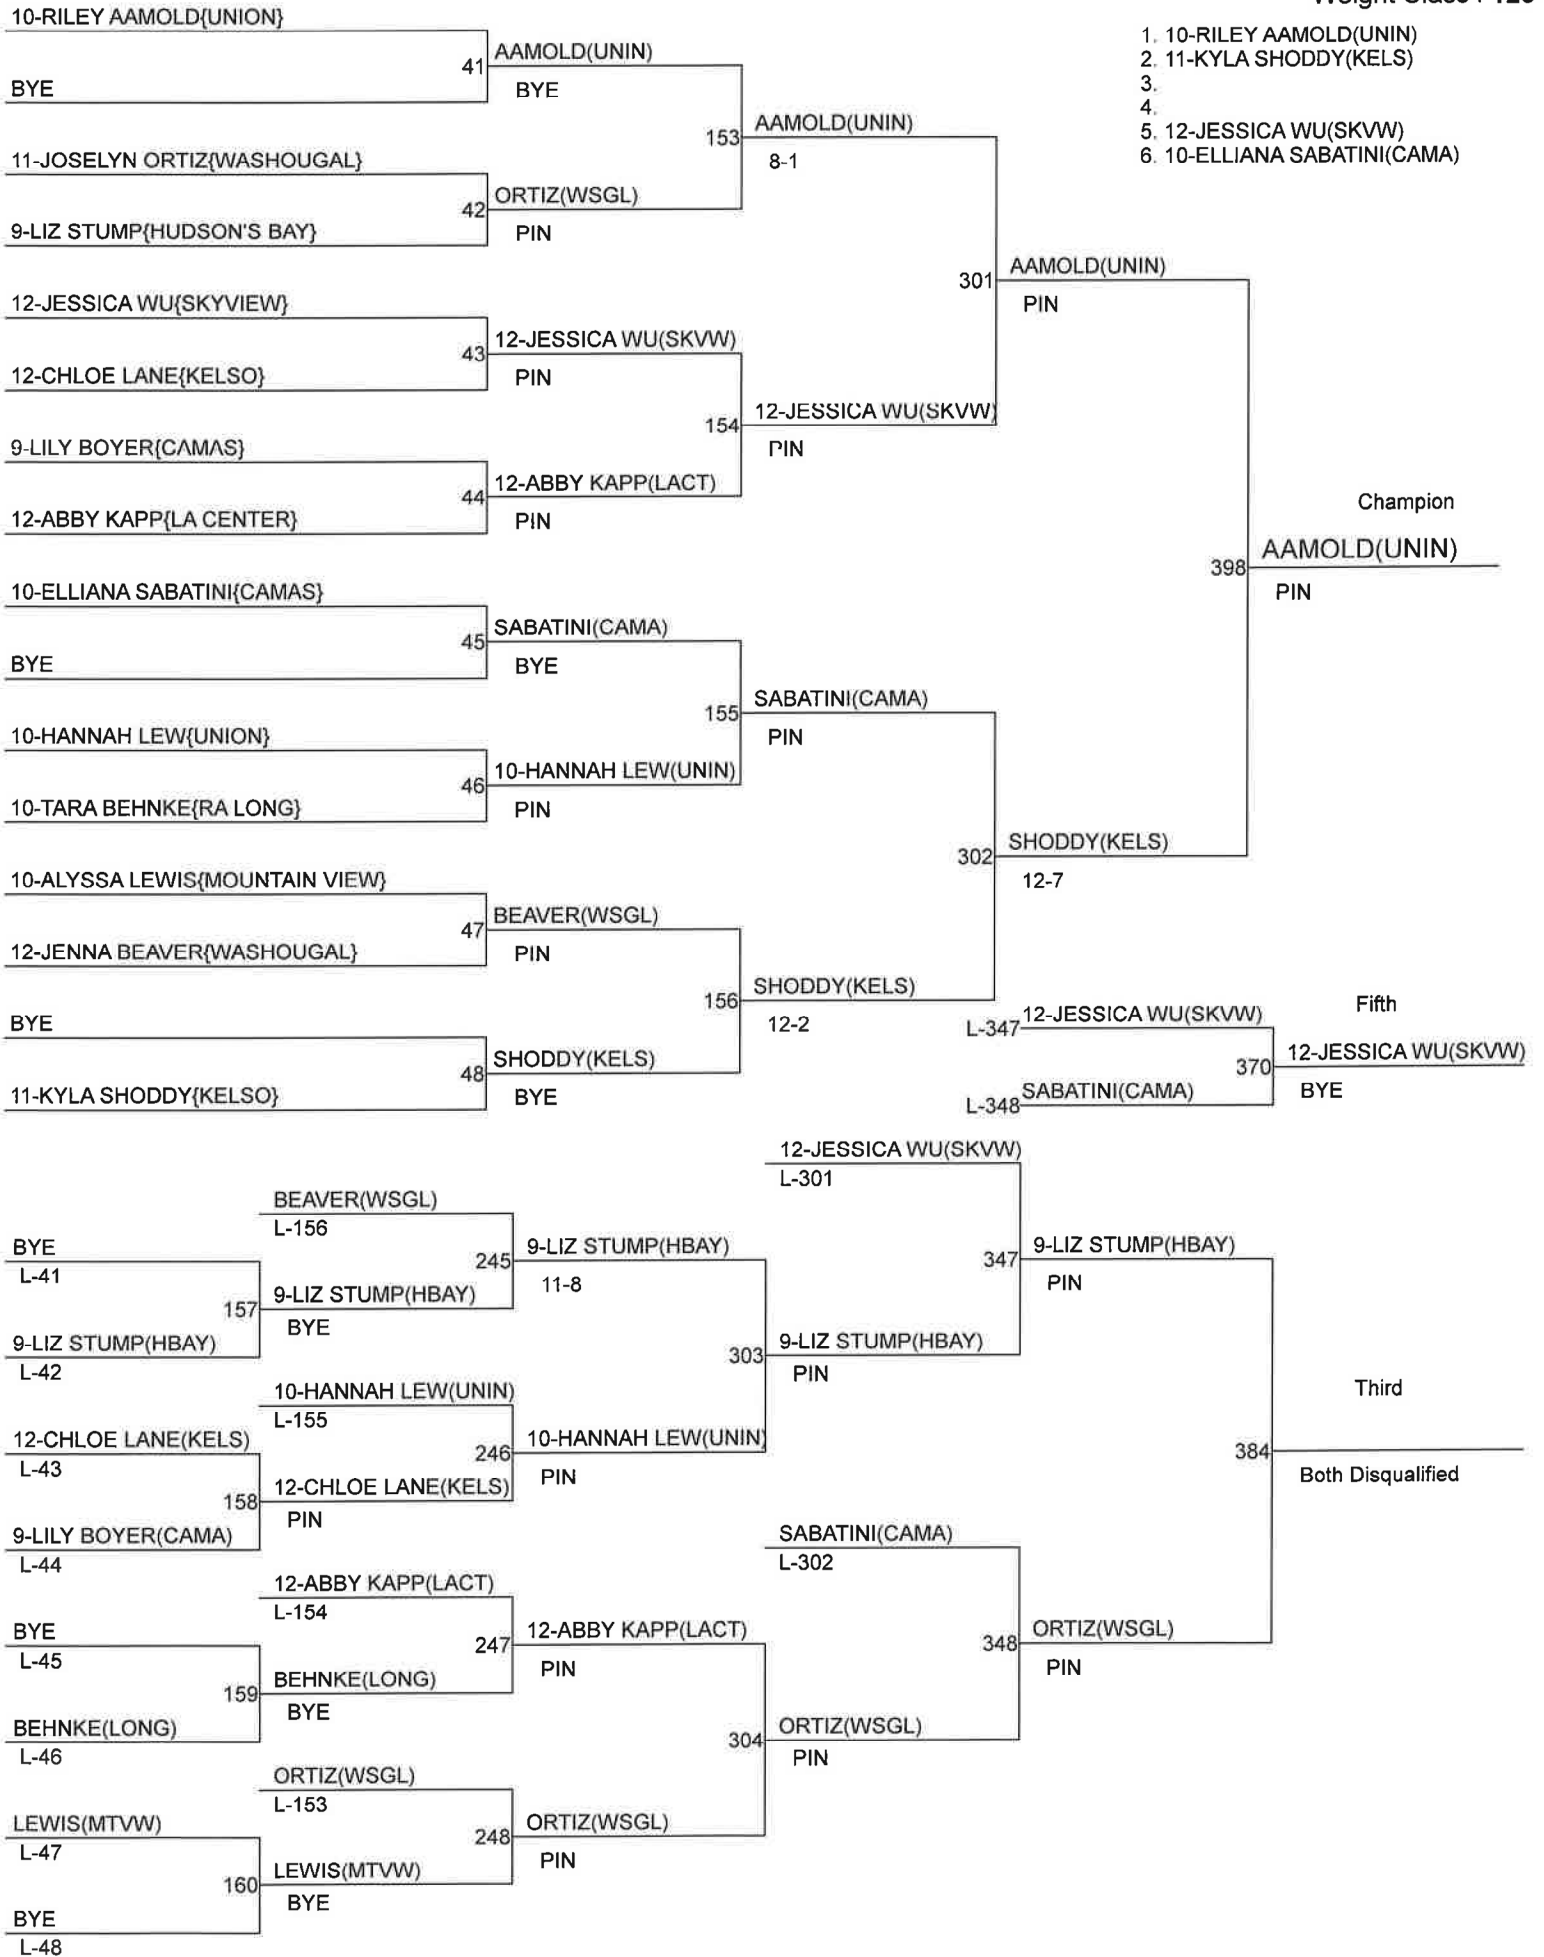 1. 10-RILEY AAMOLD(UNIN)
2. 11-KYLA SHODDY(KELS)
3.
4.
5. 12-JESSICA WU(SKVW)
6. 10-ELLIANA SABATINI(CAMA)
10-RILEY AAMOLD{UNION}
41 AAMOLD(UNIN)
BYE
BYE
153 AAMOLD(UNIN)
8-1
11-JOSELYN ORTIZ{WASHOUGAL}
42 ORTIZ(WSGL)
9-LIZ STUMP{HUDSON'S BAY}
PIN
301 AAMOLD(UNIN)
PIN
12-JESSICA WU{SKYVIEW}
43 12-JESSICA WU(SKVW)
12-CHLOE LANE{KELSO}
PIN
154 12-JESSICA WU(SKVW)
PIN
9-LILY BOYER{CAMAS}
44 12-ABBY KAPP(LACT)
12-ABBY KAPP{LA CENTER}
PIN
Champion
398 AAMOLD(UNIN)
PIN
10-ELLIANA SABATINI{CAMAS}
45 SABATINI(CAMA)
BYE
BYE
155 SABATINI(CAMA)
PIN
10-HANNAH LEW{UNION}
46 10-HANNAH LEW(UNIN)
10-TARA BEHNKE{RA LONG}
PIN
302 SHODDY(KELS)
12-7
10-ALYSSA LEWIS{MOUNTAIN VIEW}
47 BEAVER(WSGL)
12-JENNA BEAVER{WASHOUGAL}
PIN
156 SHODDY(KELS)
12-2
BYE
48 SHODDY(KELS)
11-KYLA SHODDY{KELSO}
BYE
Fifth
L-347 12-JESSICA WU(SKVW)
370 12-JESSICA WU(SKVW)
BYE
L-348 SABATINI(CAMA)
12-JESSICA WU(SKVW)
L-301
BEAVER(WSGL)
L-156
BYE
L-41
245 9-LIZ STUMP(HBAY)
11-8
347 9-LIZ STUMP(HBAY)
PIN
157 9-LIZ STUMP(HBAY)
BYE
9-LIZ STUMP(HBAY)
L-42
303 9-LIZ STUMP(HBAY)
PIN
10-HANNAH LEW(UNIN)
L-155
Third
12-CHLOE LANE(KELS)
L-43
246 10-HANNAH LEW(UNIN)
PIN
384
Both Disqualified
158 12-CHLOE LANE(KELS)
PIN
9-LILY BOYER(CAMA)
L-44
SABATINI(CAMA)
L-302
12-ABBY KAPP(LACT)
L-154
BYE
L-45
247 12-ABBY KAPP(LACT)
PIN
348 ORTIZ(WSGL)
PIN
159 BEHNKE(LONG)
BYE
BEHNKE(LONG)
L-46
304 ORTIZ(WSGL)
PIN
ORTIZ(WSGL)
L-153
LEWIS(MTVW)
L-47
248 ORTIZ(WSGL)
PIN
160 LEWIS(MTVW)
BYE
BYE
L-48